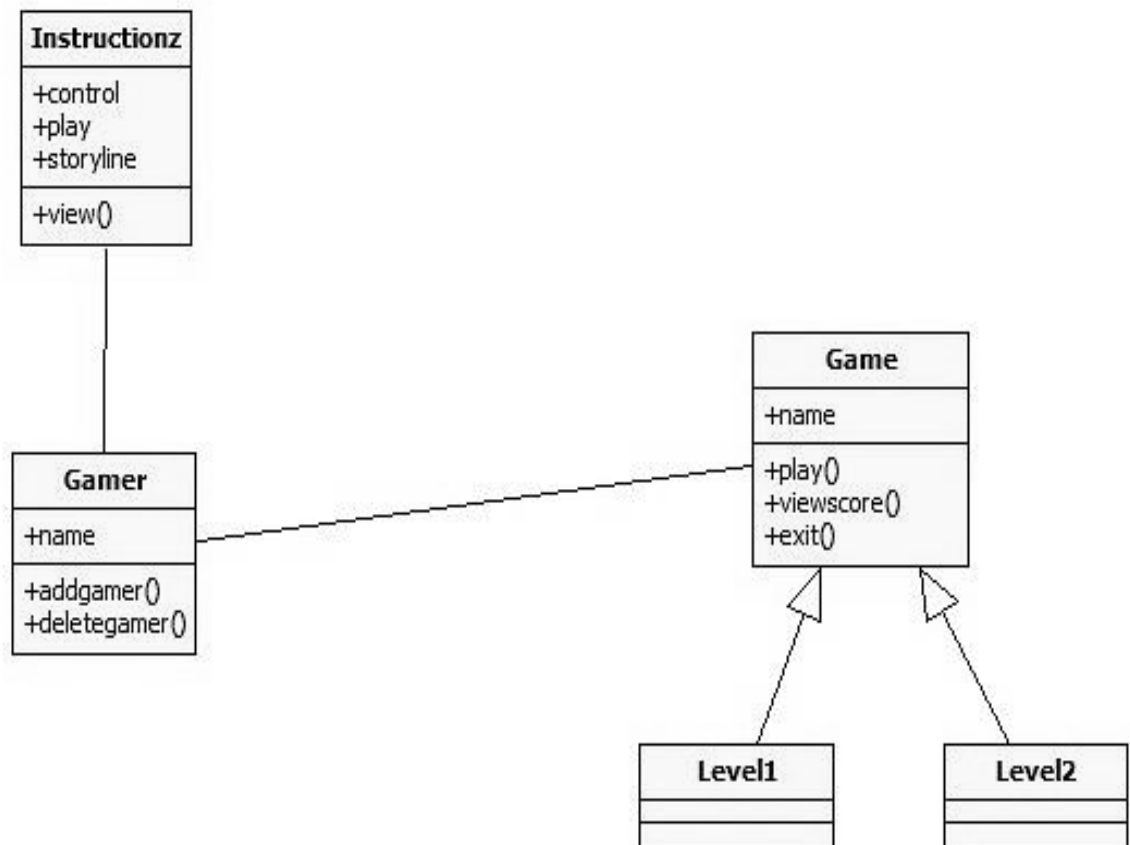 Instructionz
+control
+play
+storyline
+view()
Gamer
+name
+addgamer()
+deletegamer()
Game
+name
+play()
+viewscore()
+exit()
Level1
Level2